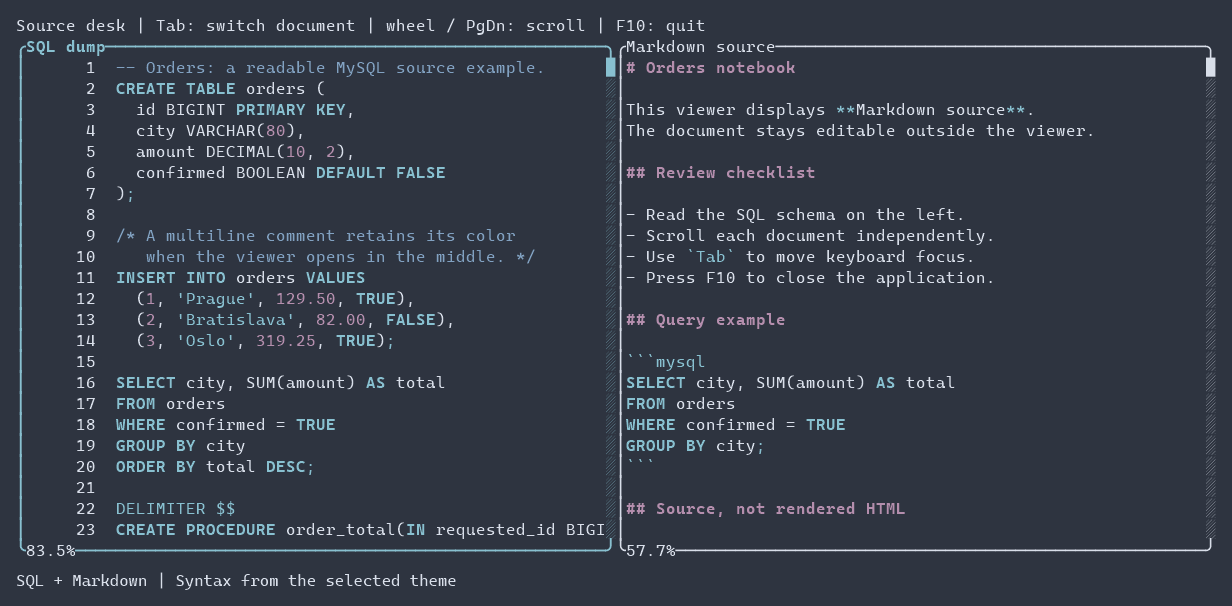 Source desk | Tab: switch document | wheel / PgDn: scroll | F10: quit
SQL dump
1 -- Orders: a readable MySQL source example.
2 CREATE TABLE orders (
3   id BIGINT PRIMARY KEY,
4   city VARCHAR(80),
5   amount DECIMAL(10, 2),
6   confirmed BOOLEAN DEFAULT FALSE
7 );
8
9 /* A multiline comment retains its color
10    when the viewer opens in the middle. */
11 INSERT INTO orders VALUES
12   (1, 'Prague', 129.50, TRUE),
13   (2, 'Bratislava', 82.00, FALSE),
14   (3, 'Oslo', 319.25, TRUE);
15
16 SELECT city, SUM(amount) AS total
17 FROM orders
18 WHERE confirmed = TRUE
19 GROUP BY city
20 ORDER BY total DESC;
21
22 DELIMITER $$
23 CREATE PROCEDURE order_total(IN requested_id BIGI
83.5%
Markdown source
# Orders notebook

This viewer displays **Markdown source**.
The document stays editable outside the viewer.

## Review checklist

- Read the SQL schema on the left.
- Scroll each document independently.
- Use `Tab` to move keyboard focus.
- Press F10 to close the application.

## Query example

```mysql
SELECT city, SUM(amount) AS total
FROM orders
WHERE confirmed = TRUE
GROUP BY city;
```

## Source, not rendered HTML
57.7%
SQL + Markdown | Syntax from the selected theme